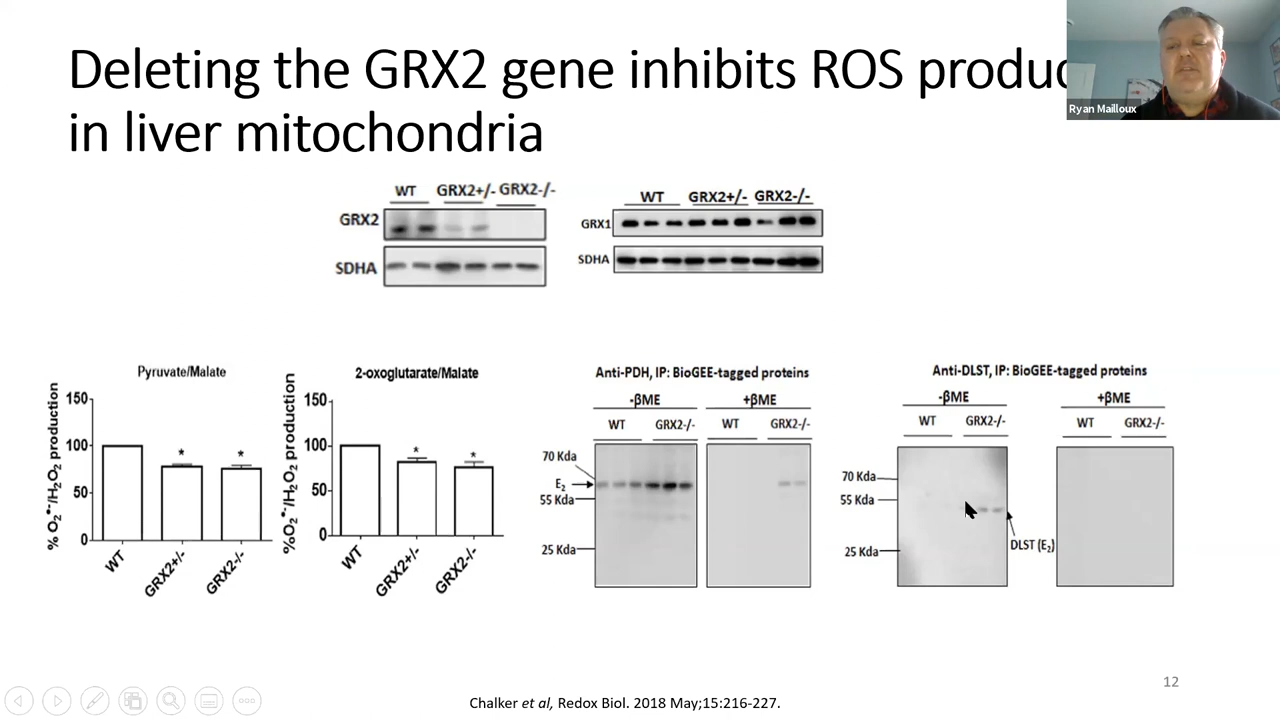 Deleting the GRX2 gene inhibits ROS produc
in liver mitochondria
Ryan Mailloux
WT GRX2+/- GRX2-/-
GRX2
SDHA
WT GRX2+/- GRX2-/-
GRX1
SDHA
Pyruvate/Malate
% O₂•⁻/H₂O₂ production
150
100
50
0
WT
GRX2+/-
GRX2-/-
* *
2-oxoglutarate/Malate
%O₂•⁻/H₂O₂ production
150
100
50
0
WT
GRX2+/-
GRX2-/-
* *
Anti-PDH, IP: BioGEE-tagged proteins
-βME +βME
WT GRX2-/- WT GRX2-/-
70 Kda
E₂
55 Kda
25 Kda
Anti-DLST, IP: BioGEE-tagged proteins
-βME +βME
WT GRX2-/- WT GRX2-/-
70 Kda
55 Kda
25 Kda
DLST (E₂)
12
Chalker et al, Redox Biol. 2018 May;15:216-227.